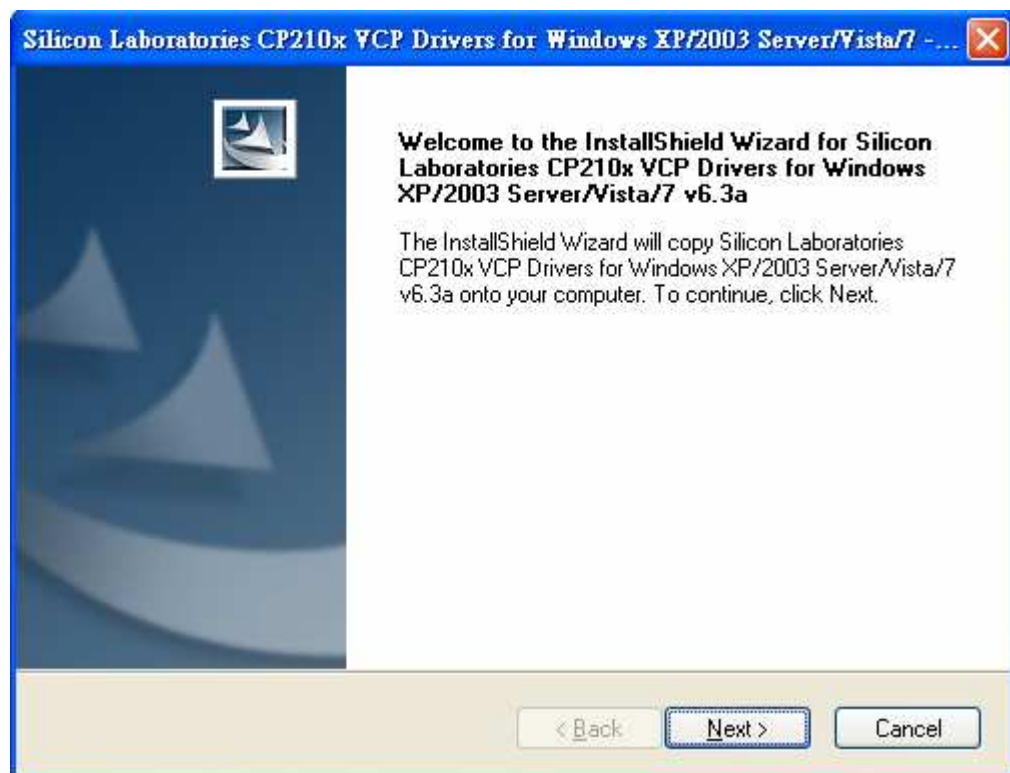 Silicon Laboratories CP210x VCP Drivers for Windows XP/2003 Server/Vista/7 -...
Welcome to the InstallShield Wizard for Silicon
Laboratories CP210x VCP Drivers for Windows
XP/2003 Server/Vista/7 v6.3a
The InstallShield Wizard will copy Silicon Laboratories
CP210x VCP Drivers for Windows XP/2003 Server/Vista/7
v6.3a onto your computer. To continue, click Next.
< Back
Next >
Cancel